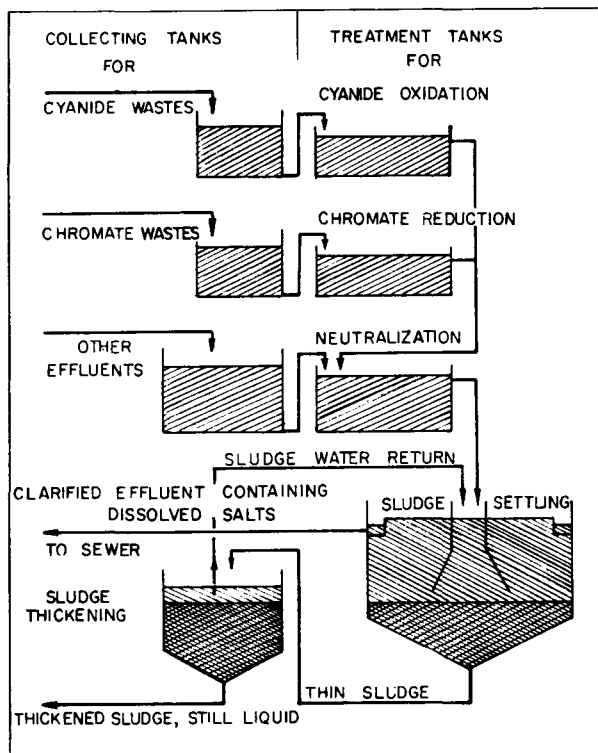 COLLECTING TANKS
FOR
TREATMENT TANKS
FOR
CYANIDE WASTES
CYANIDE OXIDATION
CHROMATE WASTES
CHROMATE REDUCTION
OTHER
EFFLUENTS
NEUTRALIZATION
SLUDGE WATER RETURN
CLARIFIED EFFLUENT CONTAINING
DISSOLVED SALTS
TO SEWER
SLUDGE SETTLING
SLUDGE
THICKENING
THIN SLUDGE
THICKENED SLUDGE, STILL LIQUID